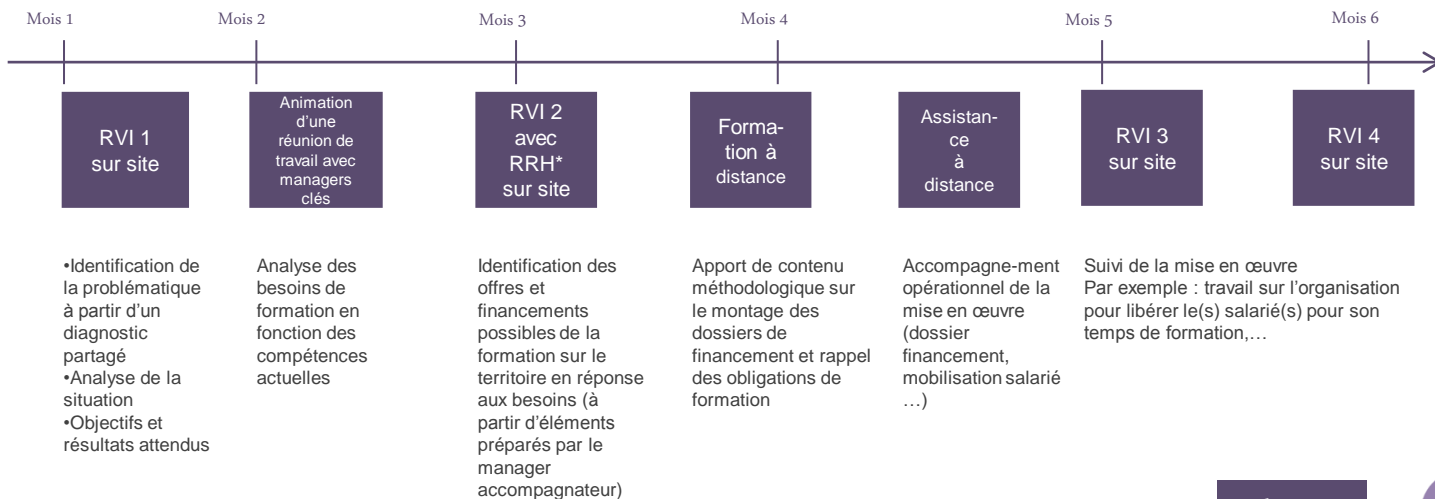 Mois 1
Mois 2
Mois 3
Mois 4
Mois 5
Mois 6
RVI 1
sur site
Animation
d'une
réunion de
travail avec
managers
clés
RVI 2
avec
RRH*
sur site
Forma-
tion à
distance
Assistan-
ce
à
distance
RVI 3
sur site
RVI 4
sur site
•Identification de
la problématique
à partir d'un
diagnostic
partagé
•Analyse de la
situation
•Objectifs et
résultats attendus
Analyse des
besoins de
formation en
fonction des
compétences
actuelles
Identification des
offres et
financements
possibles de la
formation sur le
territoire en réponse
aux besoins (à
partir d'éléments
préparés par le
manager
accompagnateur)
Apport de contenu
méthodologique sur
le montage des
dossiers de
financement et rappel
des obligations de
formation
Accompagne-ment
opérationnel de la
mise en œuvre
(dossier
financement,
mobilisation salarié
…)
Suivi de la mise en œuvre
Par exemple : travail sur l'organisation
pour libérer le(s) salarié(s) pour son
temps de formation,…